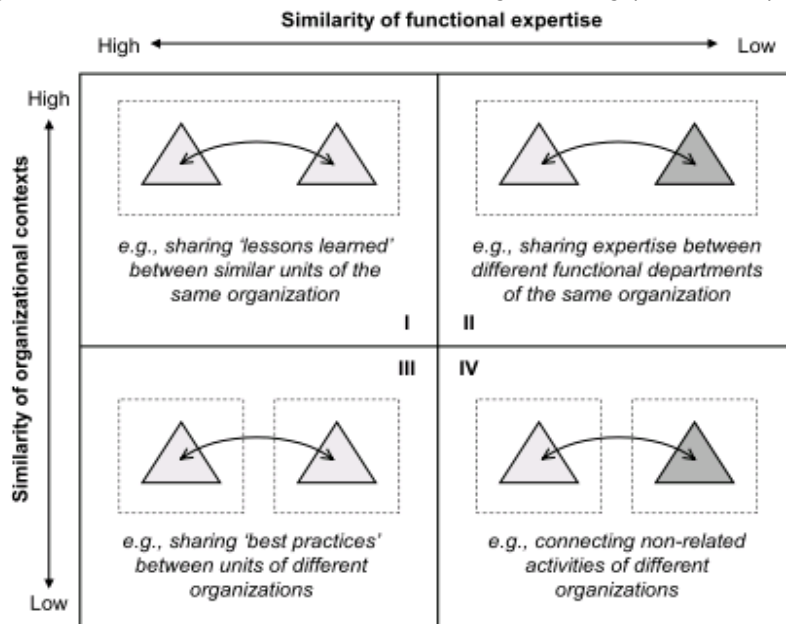 Similarity of functional expertise
High
Low
High
Similarity of organizational contexts
Low
e.g., sharing ‘lessons learned’
between similar units of the
same organization
I
e.g., sharing expertise between
different functional departments
of the same organization
II
III
e.g., sharing ‘best practices’
between units of different
organizations
IV
e.g., connecting non-related
activities of different
organizations